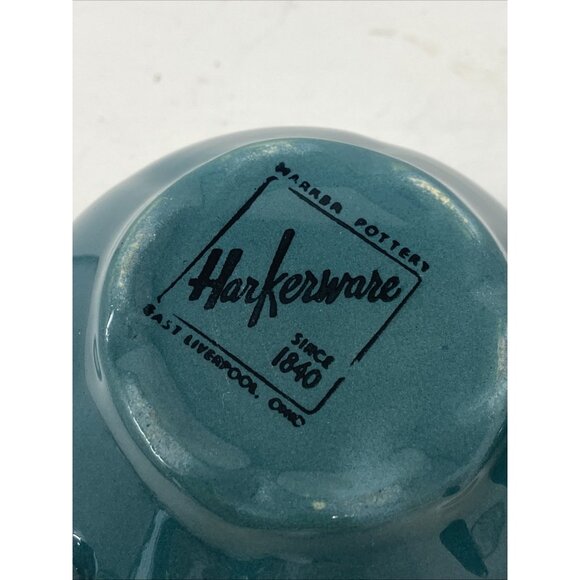 HARKER POTTERY
Harkerware
SINCE
1840
EAST LIVERPOOL, OHIO